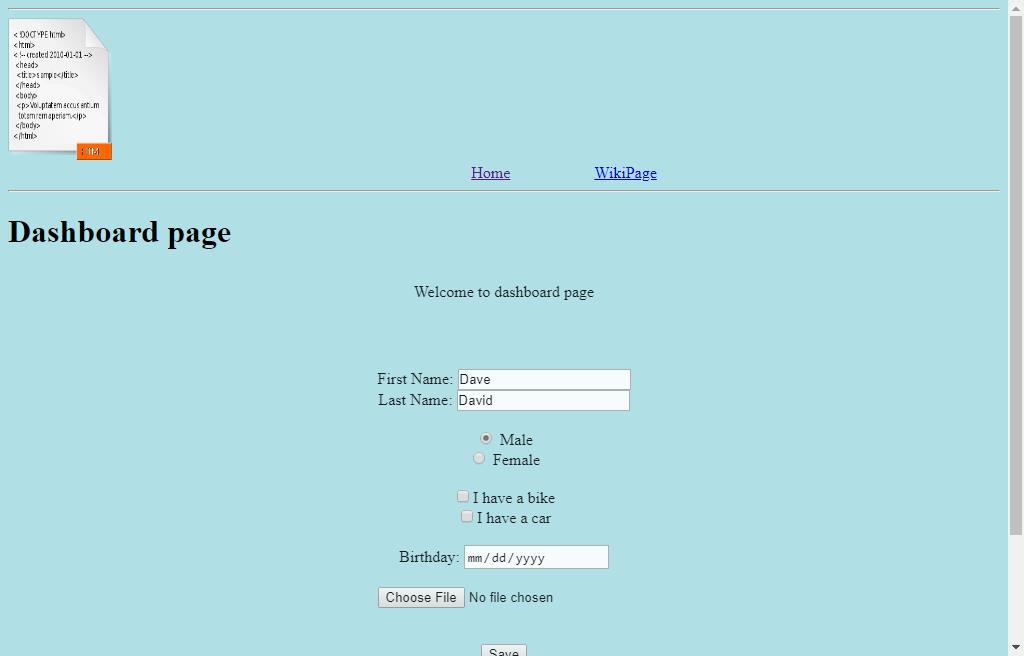 < !DOCTYPE html>
<html>
< !-- created 2010-01-01 -->
<head>
<title>sample</title>
</head>
<body>
<p>Voluptatem accusantium
totam rem aperiam.</p>
</body>
</html>
Home WikiPage
Dashboard page
Welcome to dashboard page
First Name: Dave
Last Name: David
Male
Female
I have a bike
I have a car
Birthday: mm/dd/yyyy
Choose File No file chosen
Save